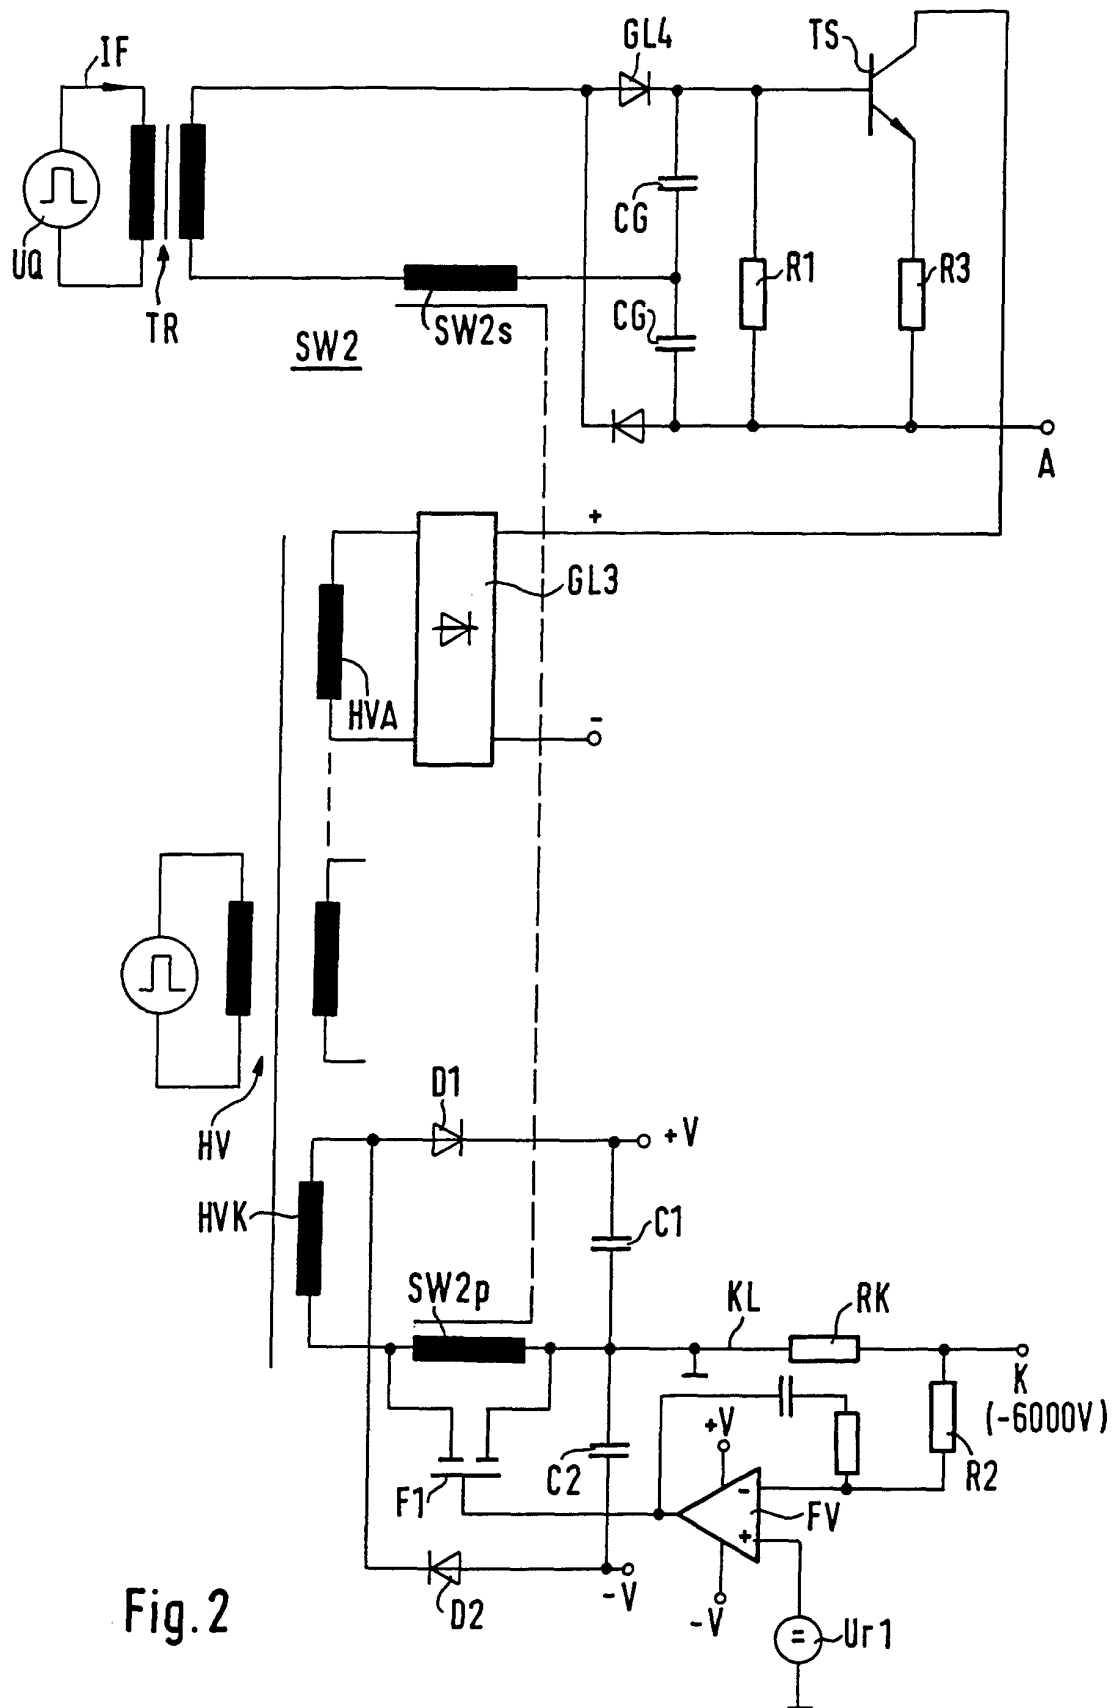 IF
GL4
TS
UQ
TR
CG
R1
R3
SW2s
CG
SW2
A
+
GL3
HVA
-
D1
HV
+V
HVK
C1
SW2p
KL
RK
K
(-6000V)
+V
C2
R2
F1
-
FV
+
-V
D2
-V
=
Ur1
Fig.2